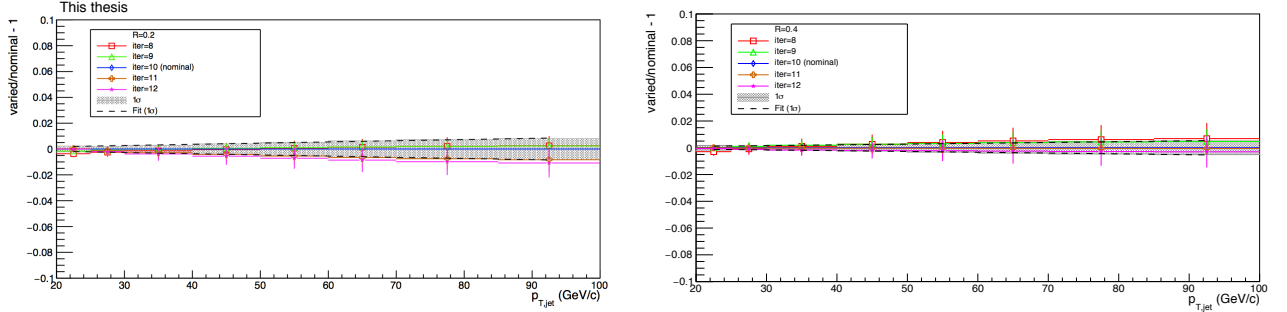 This thesis
varied/nominal - 1
0.1
0.08
0.06
0.04
0.02
0
−0.02
−0.04
−0.06
−0.08
−0.1
R=0.2
iter=8
iter=9
iter=10 (nominal)
iter=11
iter=12
1σ
Fit (1σ)
20 30 40 50 60 70 80 90 100
p T,jet (GeV/c)
varied/nominal - 1
0.1
0.08
0.06
0.04
0.02
0
−0.02
−0.04
−0.06
−0.08
−0.1
R=0.4
iter=8
iter=9
iter=10 (nominal)
iter=11
iter=12
1σ
Fit (1σ)
20 30 40 50 60 70 80 90 100
p T,jet (GeV/c)